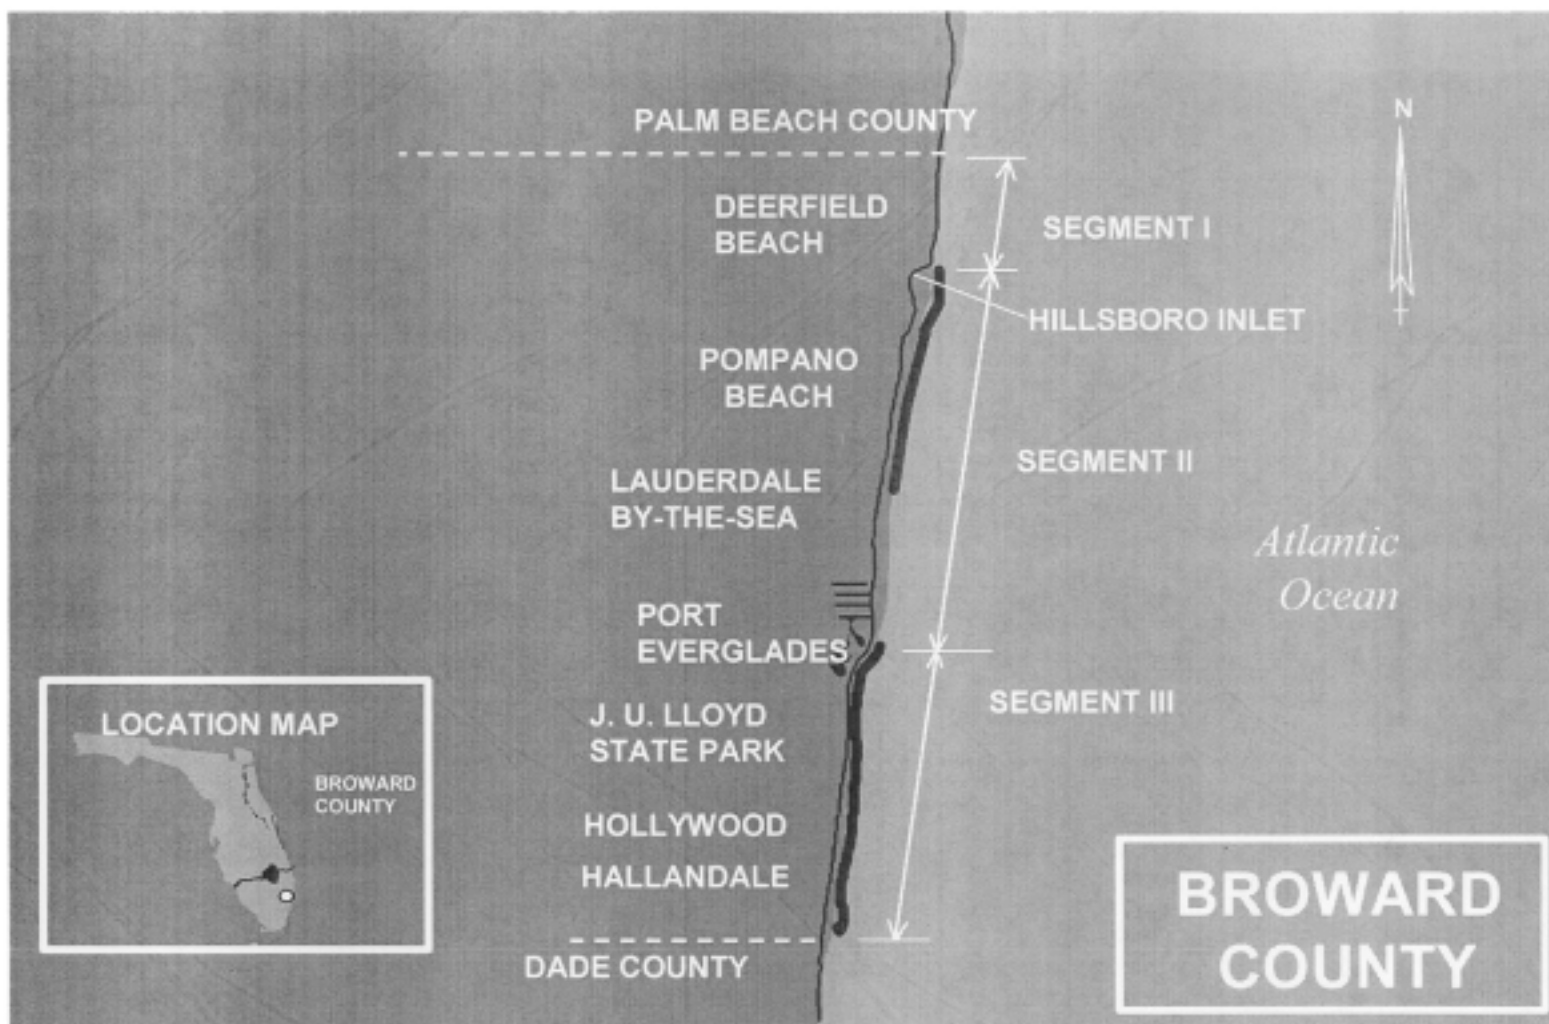 PALM BEACH COUNTY
N
DEERFIELD
BEACH
SEGMENT I
HILLSBORO INLET
POMPANO
BEACH
SEGMENT II
LAUDERDALE
BY-THE-SEA
Atlantic
Ocean
PORT
EVERGLADES
SEGMENT III
J. U. LLOYD
STATE PARK
LOCATION MAP
BROWARD
COUNTY
HOLLYWOOD
HALLANDALE
DADE COUNTY
BROWARD
COUNTY